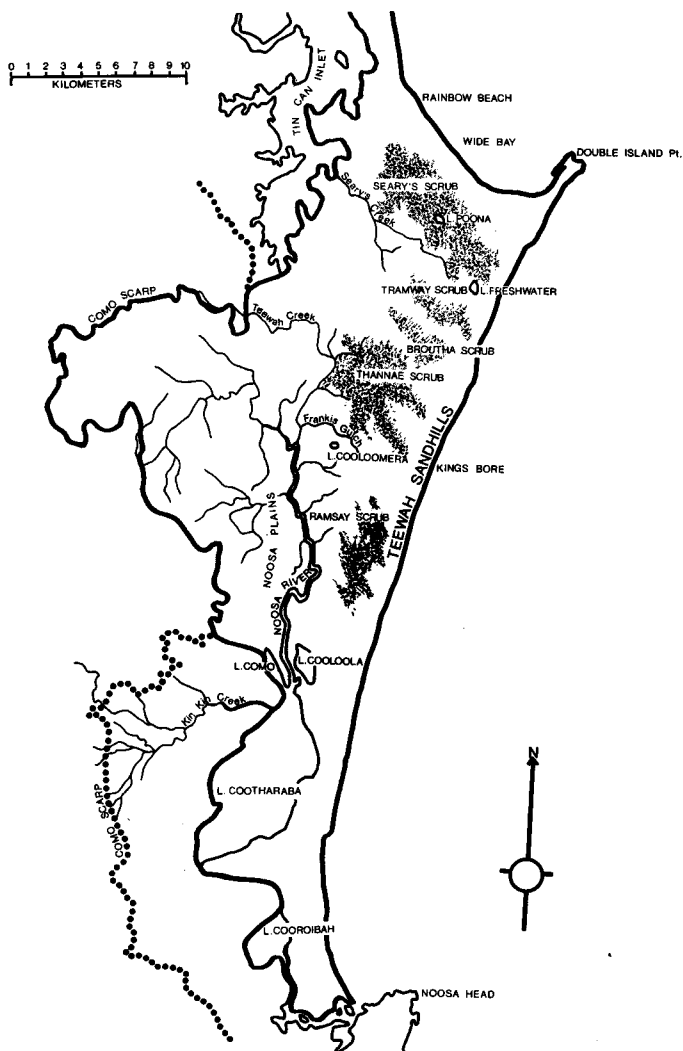 0 1 2 3 4 5 6 7 8 9 10
KILOMETERS
TIN CAN INLET
RAINBOW BEACH
WIDE BAY
DOUBLE ISLAND Pt.
SEARY'S SCRUB
Seary's Creek
L.POONA
TRAMWAY SCRUB
L.FRESHWATER
COMO SCARP
Teewah Creek
BROUTHA SCRUB
THANNAE SCRUB
Frankis Gulch
L.COOLOOMERA
KINGS BORE
TEEWAH SANDHILLS
RAMSAY SCRUB
NOOSA PLAINS
NOOSA RIVER
L.COMO
L.COOLOOLA
Kin Kin Creek
COMO SCARP
L. COOTHARABA
N
L.COOROIBAH
NOOSA HEAD